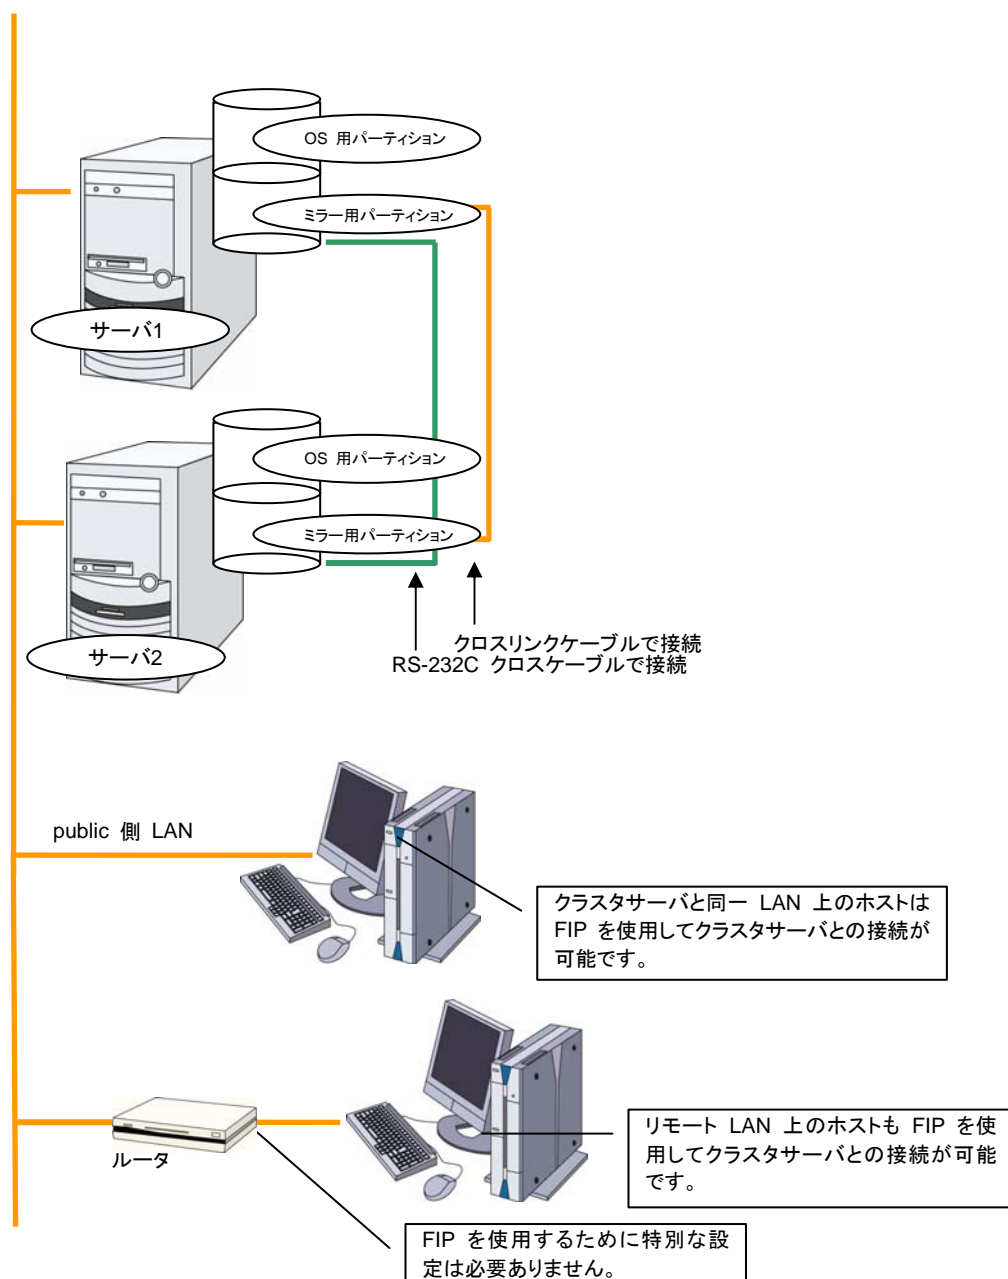 OS 用パーティション
ミラー用パーティション
サーバ1
OS 用パーティション
ミラー用パーティション
サーバ2
クロスリンクケーブルで接続
RS-232C クロスケーブルで接続
public 側 LAN
クラスタサーバと同一 LAN 上のホストは
FIP を使用してクラスタサーバとの接続が
可能です。
ルータ
リモート LAN 上のホストも FIP を使
用してクラスタサーバとの接続が可能
です。
FIP を使用するために特別な設
定は必要ありません。